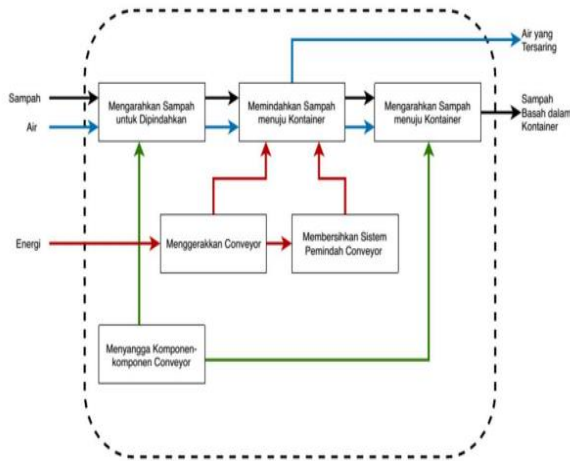 Air yang
Tersaring
Sampah
Mengarahkan Sampah
untuk Dipindahkan
Memindahkan Sampah
menuju Kontainer
Mengarahkan Sampah
menuju Kontainer
Sampah
Basah dalam
Kontainer
Air
Energi
Menggerakkan Conveyor
Membersihkan Sistem
Pemindah Conveyor
Menyangga Komponen-
komponen Conveyor